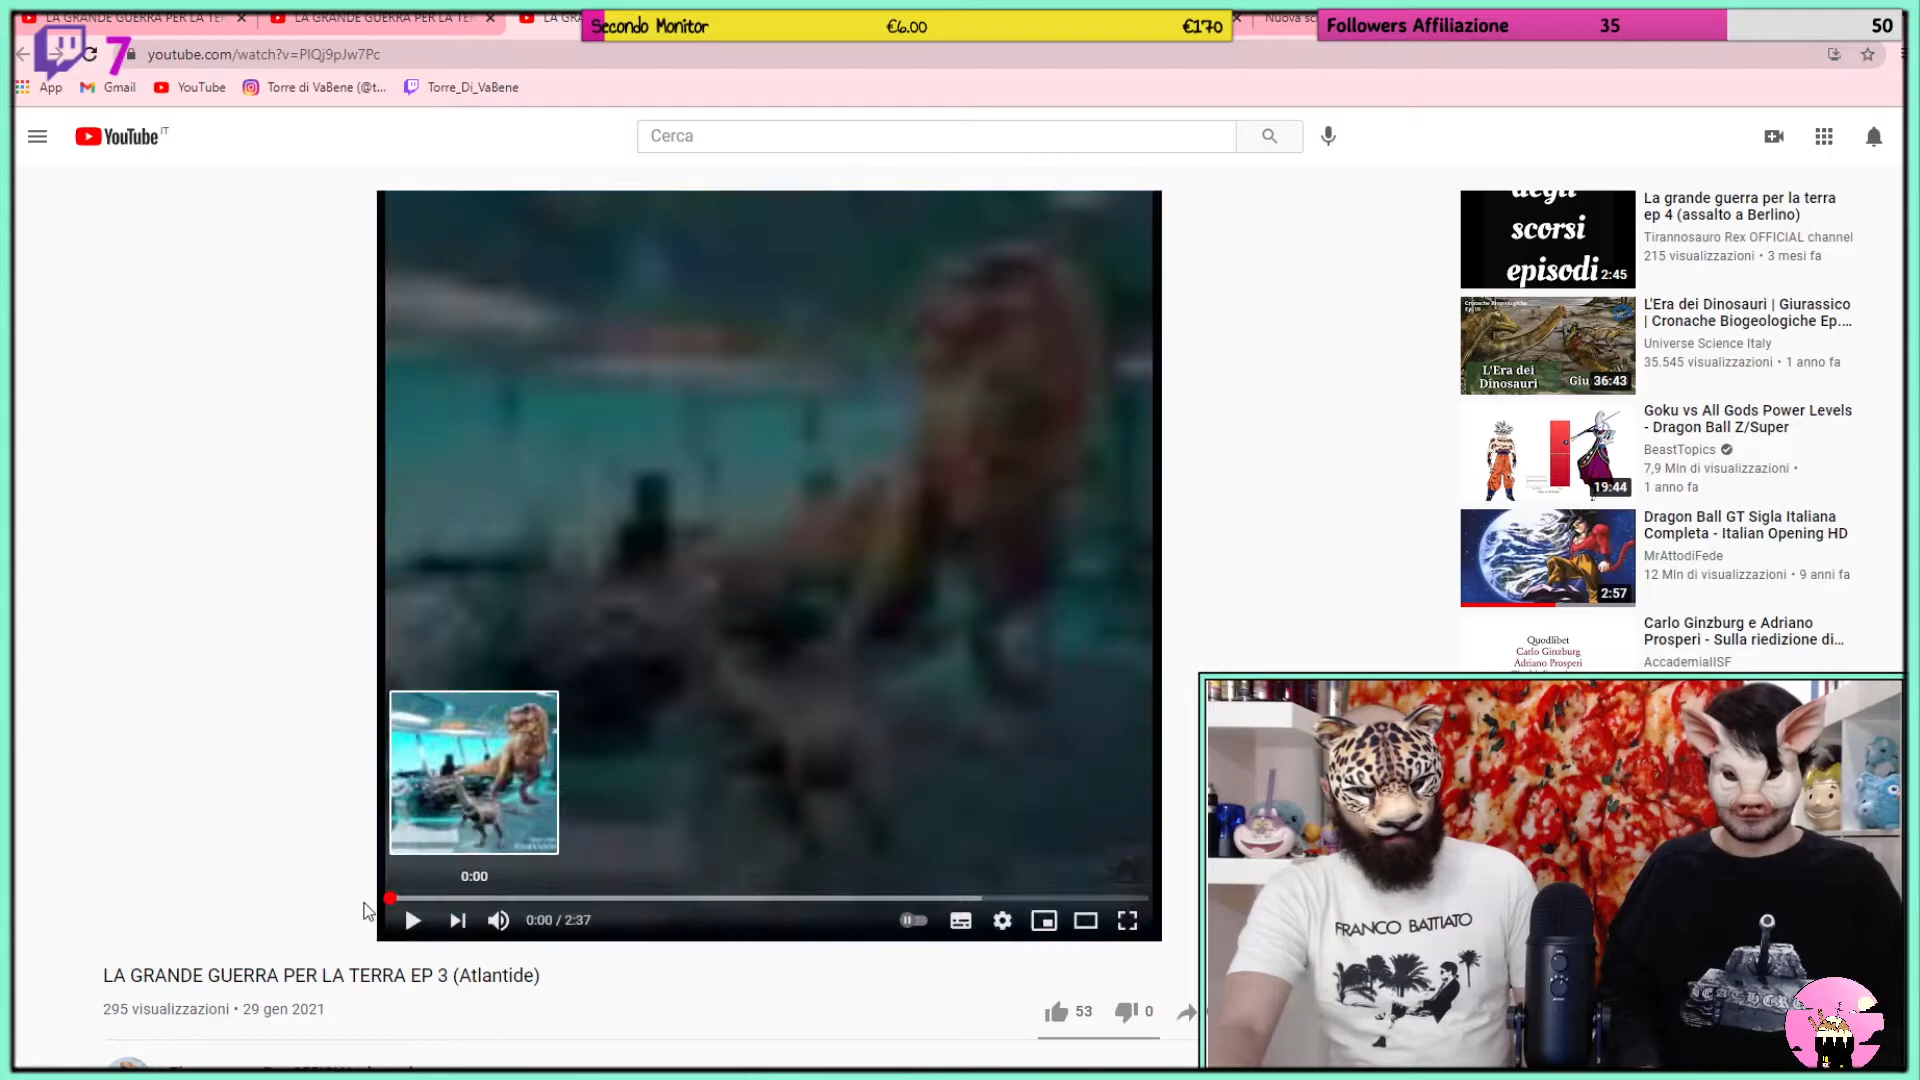 LA GRANDE GUERRA PER LA TER
LA GRANDE GUERRA PER LA TER
LA GRA
Nuova sc
Secondo Monitor €6.00 €170
Followers Affiliazione 35 50
7
youtube.com/watch?v=PlQj9pJw7Pc
App
Gmail
YouTube
Torre di VaBene (@t...
Torre_Di_VaBene
YouTube IT
Cerca
degli
scorsi
episodi
2:45
La grande guerra per la terra
ep 4 (assalto a Berlino)
Tirannosauro Rex OFFICIAL channel
215 visualizzazioni • 3 mesi fa
L'Era dei
Dinosauri
Giu
36:43
L'Era dei Dinosauri | Giurassico
| Cronache Biogeologiche Ep....
Universe Science Italy
35.545 visualizzazioni • 1 anno fa
19:44
Goku vs All Gods Power Levels
- Dragon Ball Z/Super
BeastTopics
7,9 Mln di visualizzazioni •
1 anno fa
2:57
Dragon Ball GT Sigla Italiana
Completa - Italian Opening HD
MrAttodiFede
12 Mln di visualizzazioni • 9 anni fa
Quodlibet
Carlo Ginzburg
Adriano Prosperi
Carlo Ginzburg e Adriano
Prosperi - Sulla riedizione di...
AccademiaIISF
0:00
0:00 / 2:37
LA GRANDE GUERRA PER LA TERRA EP 3 (Atlantide)
295 visualizzazioni • 29 gen 2021
53
0
FRANCO BATTIATO